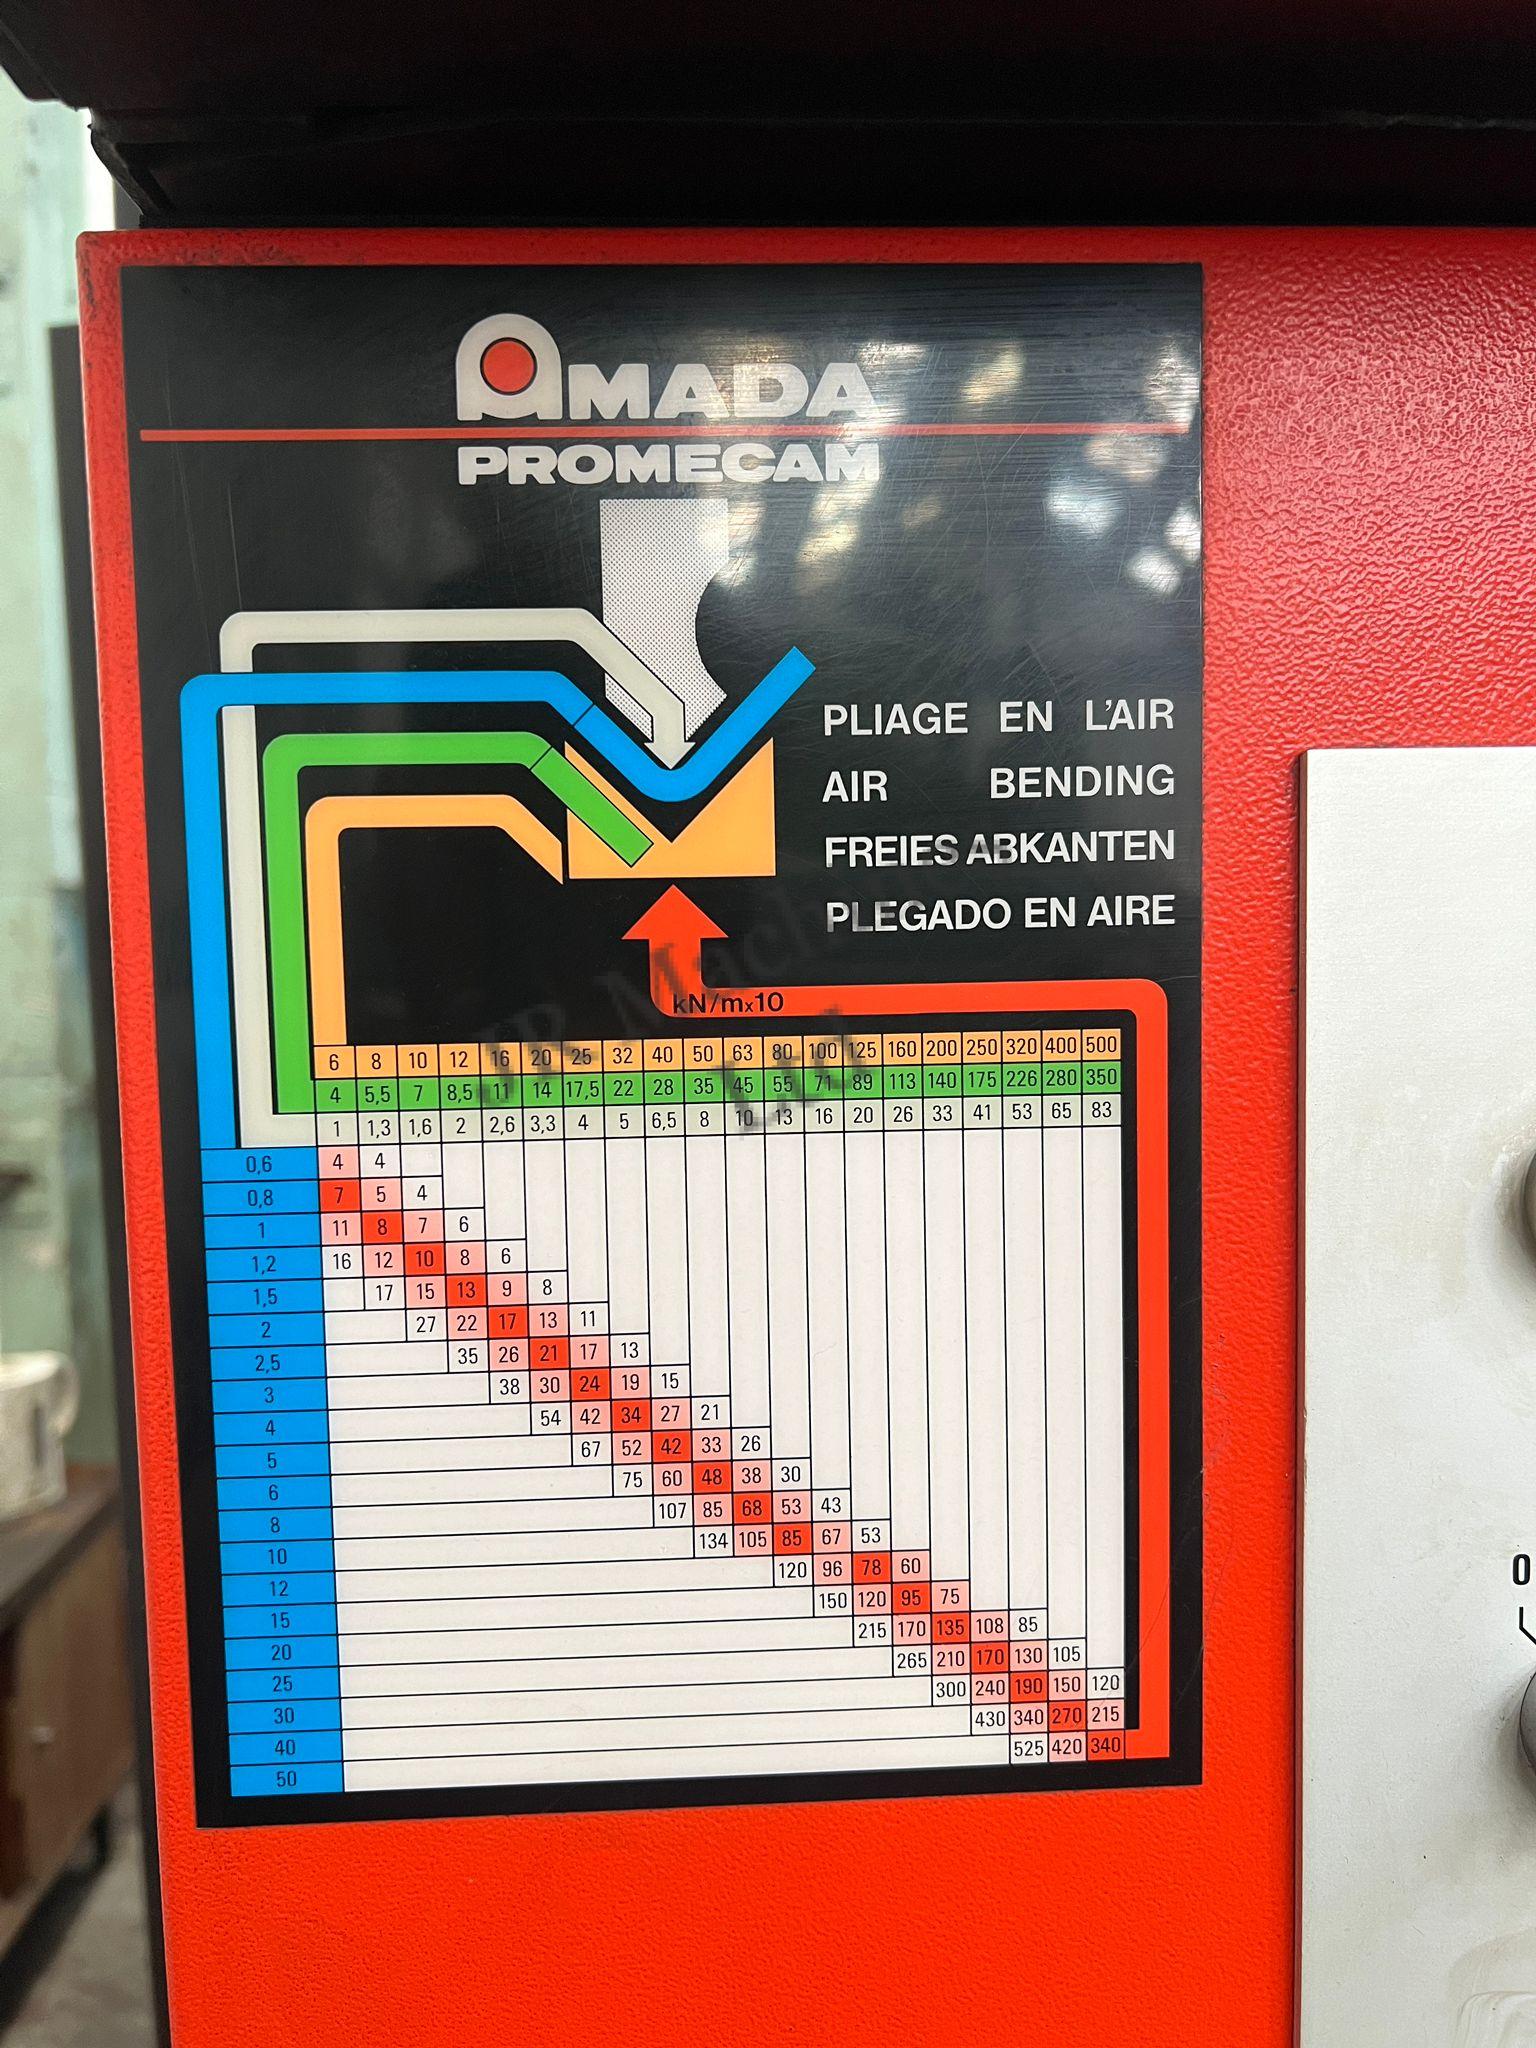 AMADA
PROMECAM
PLIAGE EN L'AIR
AIR BENDING
FREIES ABKANTEN
PLEGADO EN AIRE
kN/mx10
6 8 10 12 16 20 25 32 40 50 63 80 100 125 160 200 250 320 400 500
4 5,5 7 8,5 11 14 17,5 22 28 35 45 55 71 89 113 140 175 226 280 350
1 1,3 1,6 2 2,6 3,3 4 5 6,5 8 10 13 16 20 26 33 41 53 65 83
0,6 4 4
0,8 7 5 4
1 11 8 7 6
1,2 16 12 10 8 6
1,5 17 15 13 9 8
2 27 22 17 13 11
2,5 35 26 21 17 13
3 38 30 24 19 15
4 54 42 34 27 21
5 67 52 42 33 26
6 75 60 48 38 30
8 107 85 68 53 43
10 134 105 85 67 53
12 120 96 78 60
15 150 120 95 75
20 215 170 135 108 85
25 265 210 170 130 105
30 300 240 190 150 120
40 430 340 270 215
50 525 420 340
0